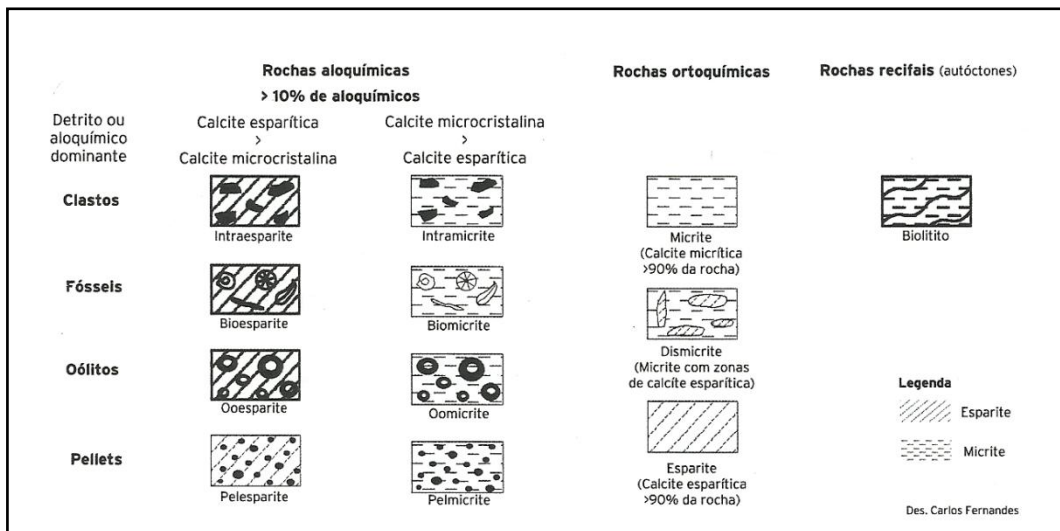 Rochas aloquímicas
> 10% de aloquímicos
Rochas ortoquímicas
Rochas recifais (autóctones)
Detrito ou
aloquímico
dominante
Calcite esparítica
>
Calcite microcristalina
Calcite microcristalina
>
Calcite esparítica
Clastos
Intraesparite
Intramicrite
Micrite
(Calcite micrítica
>90% da rocha)
Biolitito
Fósseis
Bioesparite
Biomicrite
Dismicrite
(Micrite com zonas
de calcite esparítica)
Oólitos
Ooesparite
Oomicrite
Legenda
Esparite
Micrite
Pellets
Pelesparite
Pelmicrite
Esparite
(Calcite esparítica
>90% da rocha)
Des. Carlos Fernandes